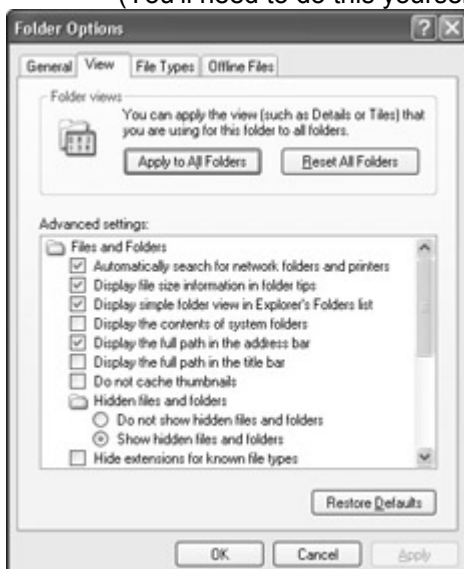 (You'll need to do this yourse
Folder Options
General View File Types Offline Files
Folder views
You can apply the view (such as Details or Tiles) that
you are using for this folder to all folders.
Apply to All Folders Reset All Folders
Advanced settings:
Files and Folders
Automatically search for network folders and printers
Display file size information in folder tips
Display simple folder view in Explorer's Folders list
Display the contents of system folders
Display the full path in the address bar
Display the full path in the title bar
Do not cache thumbnails
Hidden files and folders
Do not show hidden files and folders
Show hidden files and folders
Hide extensions for known file types
Restore Defaults
OK Cancel Apply